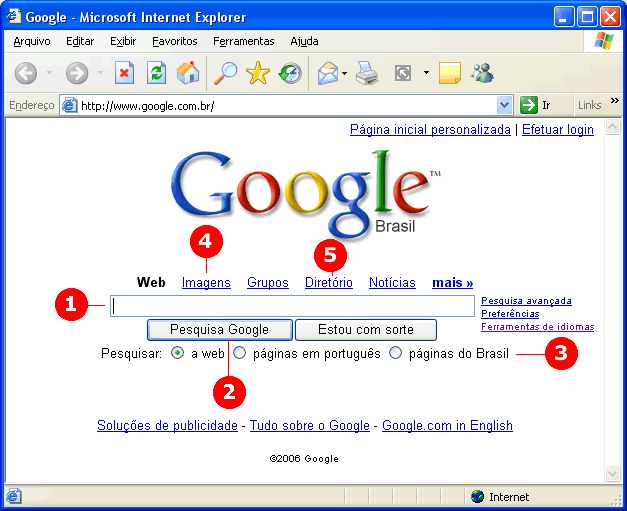 Google - Microsoft Internet Explorer
Arquivo Editar Exibir Favoritos Ferramentas Ajuda
Endereço http://www.google.com.br/ Ir Links »
Página inicial personalizada | Efetuar login
Google™
Brasil
4 5
Web Imagens Grupos Diretório Notícias mais »
1
Pesquisa avançada
Preferências
Ferramentas de idiomas
Pesquisa Google Estou com sorte
Pesquisar: a web páginas em português páginas do Brasil 3
2
Soluções de publicidade - Tudo sobre o Google - Google.com in English
©2006 Google
Internet